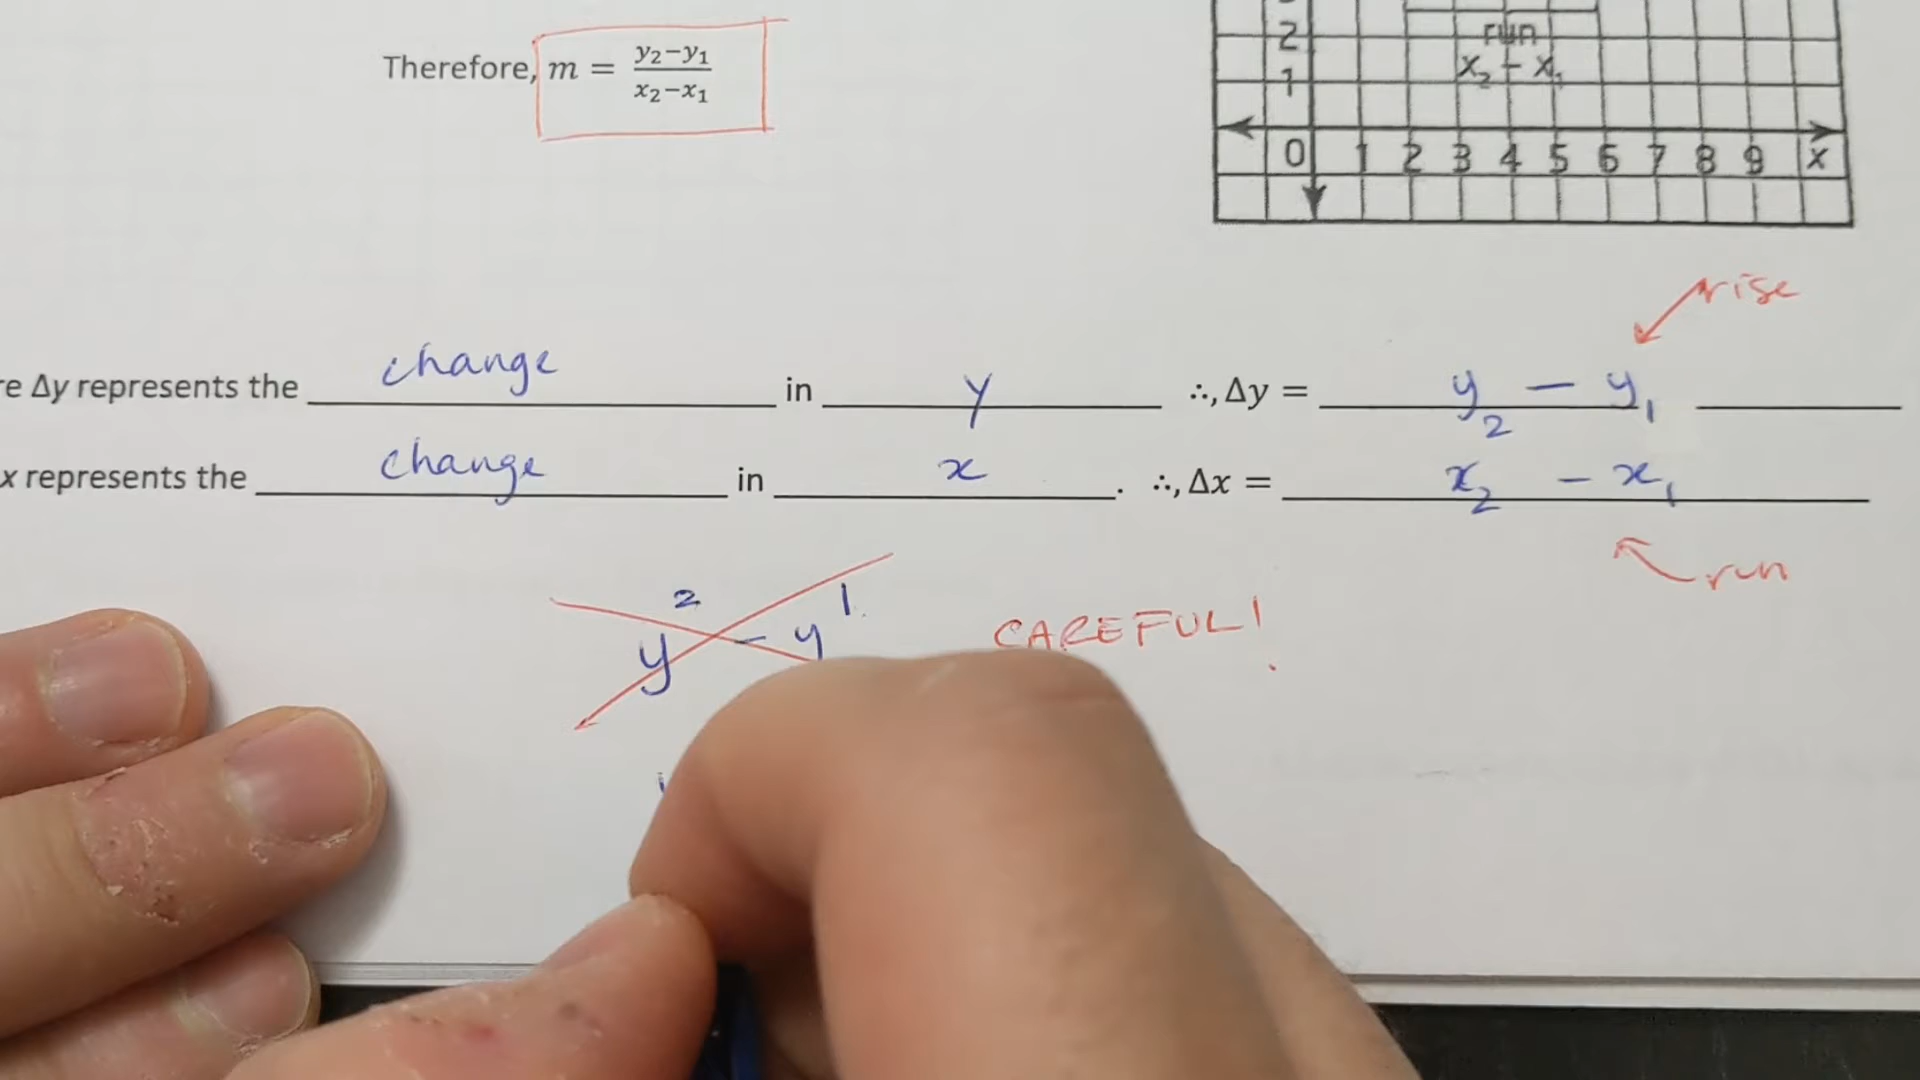 Therefore, m = y₂−y₁ / x₂−x₁
2
run
1
x₂ − x₁
0 1 2 3 4 5 6 7 8 9 x
rise
re Δy represents the change in y ∴, Δy = y₂ − y₁
x represents the change in x. ∴, Δx = x₂ − x₁
run
y² − y¹
CAREFUL!